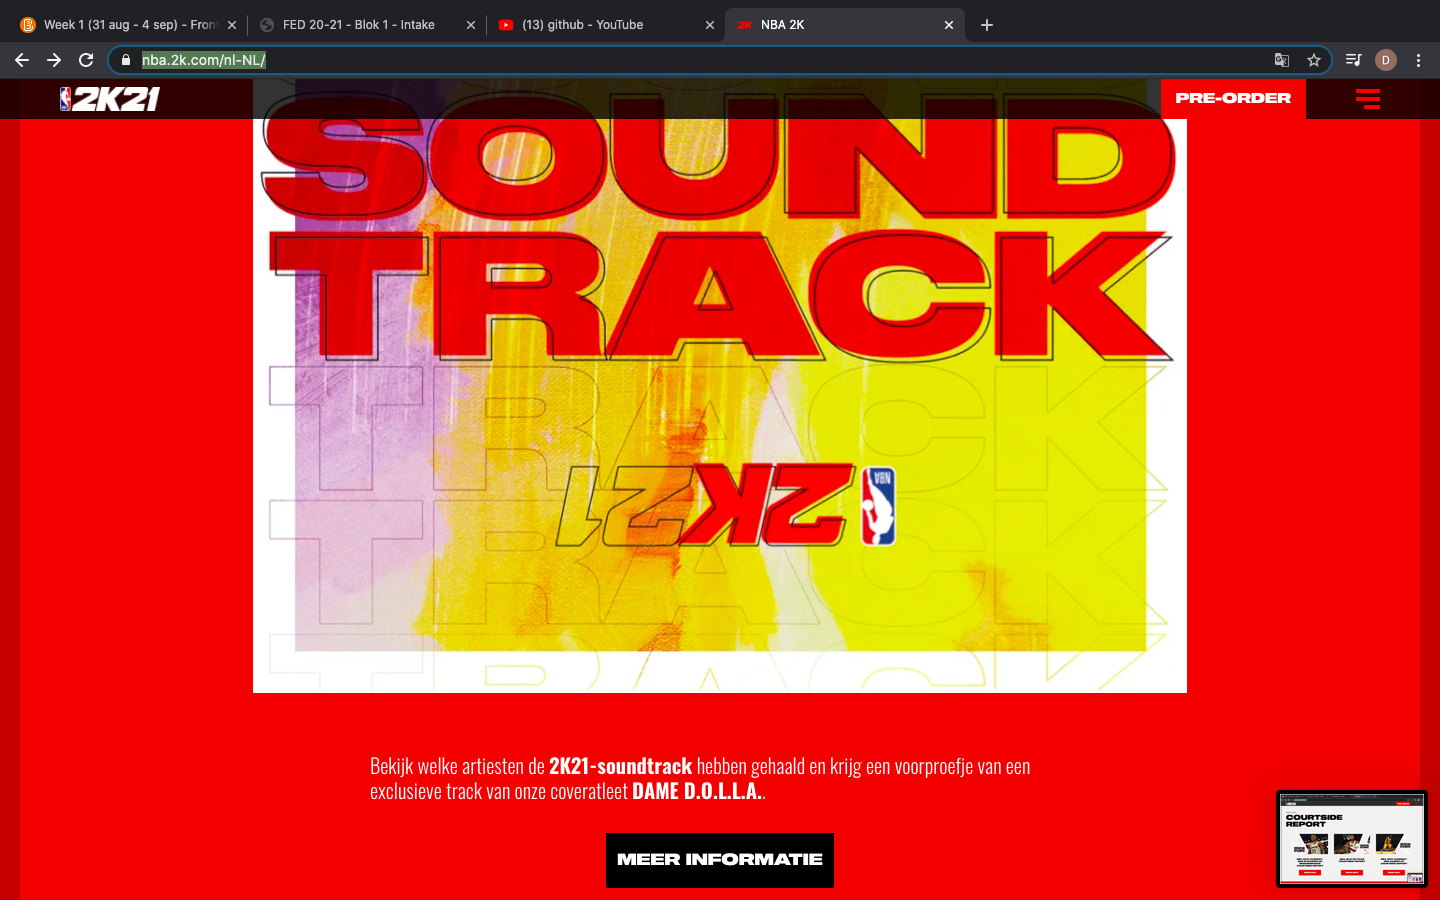 Week 1 (31 aug - 4 sep) - Fron
FED 20-21 - Blok 1 - Intake
(13) github - YouTube
2K NBA 2K
nba.2k.com/nl-NL/
D
2K21
PRE-ORDER
SOUND
TRACK
TRACK
2K21
NBA
TRACK
TRACK
Bekijk welke artiesten de 2K21-soundtrack hebben gehaald en krijg een voorproefje van een
exclusieve track van onze coveratleet DAME D.O.L.L.A..
MEER INFORMATIE
COURTSIDE
REPORT